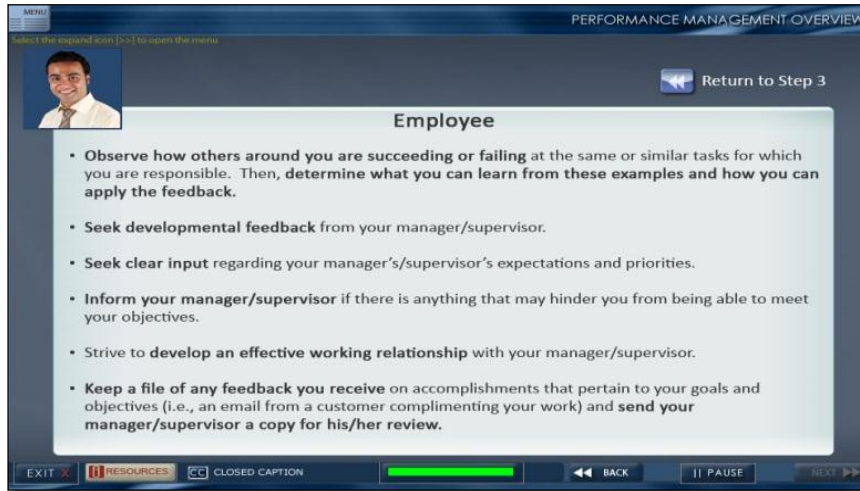 MENU
PERFORMANCE MANAGEMENT OVERVIEW
Select the expand icon [>>] to open the menu
Return to Step 3
Employee
• Observe how others around you are succeeding or failing at the same or similar tasks for which
you are responsible.  Then, determine what you can learn from these examples and how you can
apply the feedback.
• Seek developmental feedback from your manager/supervisor.
• Seek clear input regarding your manager's/supervisor's expectations and priorities.
• Inform your manager/supervisor if there is anything that may hinder you from being able to meet
your objectives.
• Strive to develop an effective working relationship with your manager/supervisor.
• Keep a file of any feedback you receive on accomplishments that pertain to your goals and
objectives (i.e., an email from a customer complimenting your work) and send your
manager/supervisor a copy for his/her review.
EXIT X RESOURCES CC CLOSED CAPTION BACK PAUSE NEXT